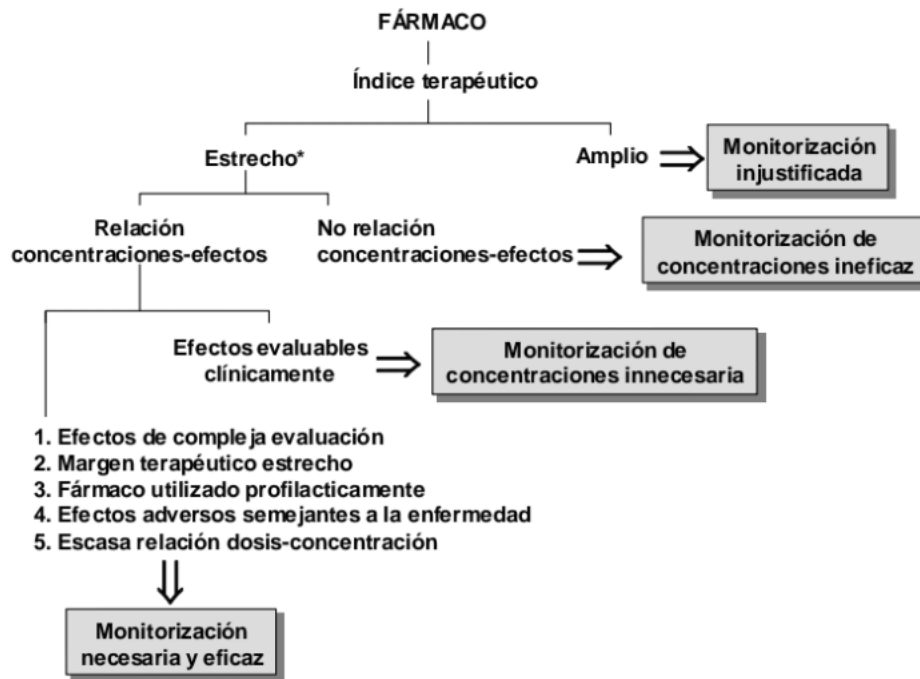 FÁRMACO
Índice terapéutico
Estrecho*
Amplio
Monitorización
injustificada
Relación
concentraciones-efectos
No relación
concentraciones-efectos
Monitorización de
concentraciones ineficaz
Efectos evaluables
clínicamente
Monitorización de
concentraciones innecesaria
1. Efectos de compleja evaluación
2. Margen terapéutico estrecho
3. Fármaco utilizado profilacticamente
4. Efectos adversos semejantes a la enfermedad
5. Escasa relación dosis-concentración
Monitorización
necesaria y eficaz